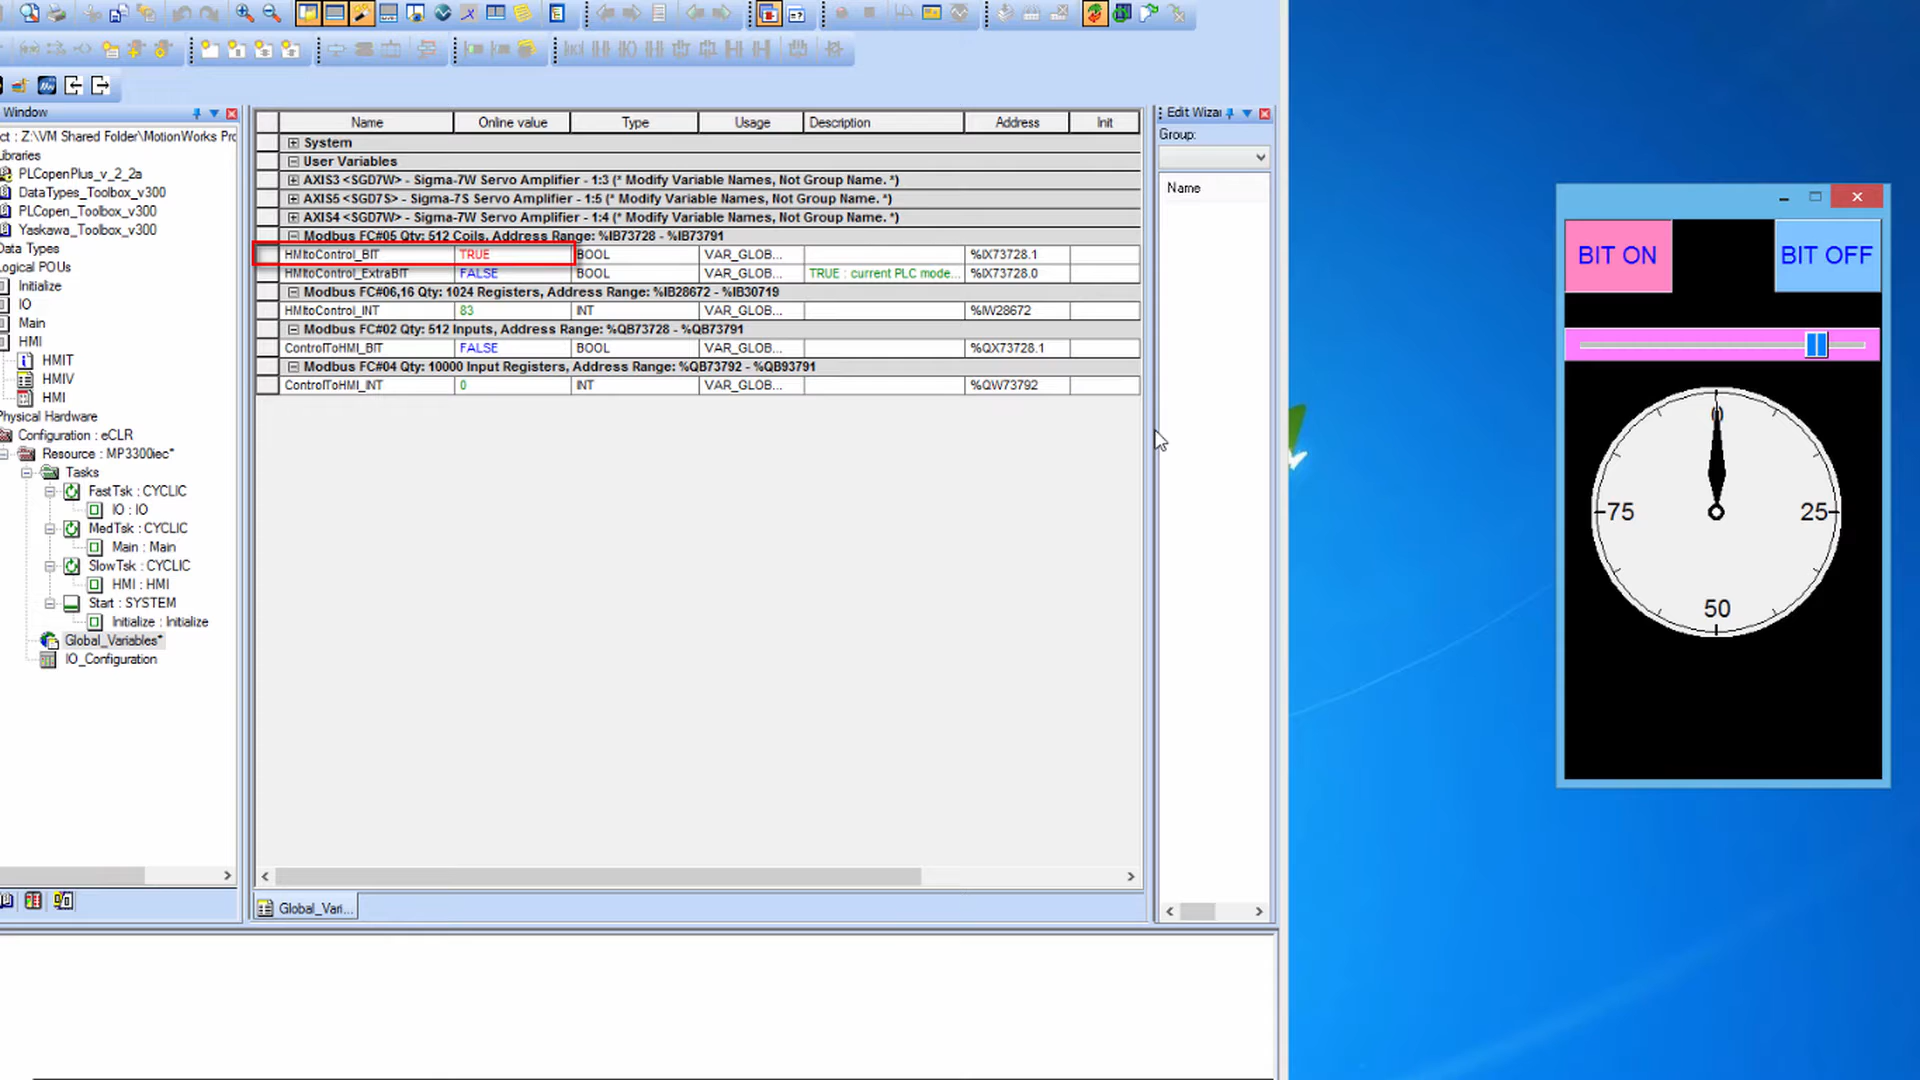 Window
ct : Z:\VM Shared Folder\MotionWorks Pro
ibraries
PLCopenPlus_v_2_2a
DataTypes_Toolbox_v300
PLCopen_Toolbox_v300
Yaskawa_Toolbox_v300
Data Types
ogical POUs
Initialize
IO
Main
HMI
HMIT
HMIV
HMI
Physical Hardware
Configuration : eCLR
Resource : MP3300iec*
Tasks
FastTsk : CYCLIC
IO : IO
MedTsk : CYCLIC
Main : Main
SlowTsk : CYCLIC
HMI : HMI
Start : SYSTEM
Initialize : Initialize
Global_Variables*
IO_Configuration
Name Online value Type Usage Description Address Init
System
User Variables
AXIS3 <SGD7W> - Sigma-7W Servo Amplifier - 1:3 (* Modify Variable Names, Not Group Name. *)
AXIS5 <SGD7S> - Sigma-7S Servo Amplifier - 1:5 (* Modify Variable Names, Not Group Name. *)
AXIS4 <SGD7W> - Sigma-7W Servo Amplifier - 1:4 (* Modify Variable Names, Not Group Name. *)
Modbus FC#05 Qty: 512 Coils, Address Range: %IB73728 - %IB73791
HMItoControl_BIT TRUE BOOL VAR_GLOB... %IX73728.1
HMItoControl_ExtraBIT FALSE BOOL VAR_GLOB... TRUE : current PLC mode... %IX73728.0
Modbus FC#06,16 Qty: 1024 Registers, Address Range: %IB28672 - %IB30719
HMItoControl_INT 83 INT VAR_GLOB... %IW28672
Modbus FC#02 Qty: 512 Inputs, Address Range: %QB73728 - %QB73791
ControlToHMI_BIT FALSE BOOL VAR_GLOB... %QX73728.1
Modbus FC#04 Qty: 10000 Input Registers, Address Range: %QB73792 - %QB93791
ControlToHMI_INT 0 INT VAR_GLOB... %QW73792
Global_Vari...
Edit Wizar
Group:
Name
BIT ON
BIT OFF
0
75 25
50